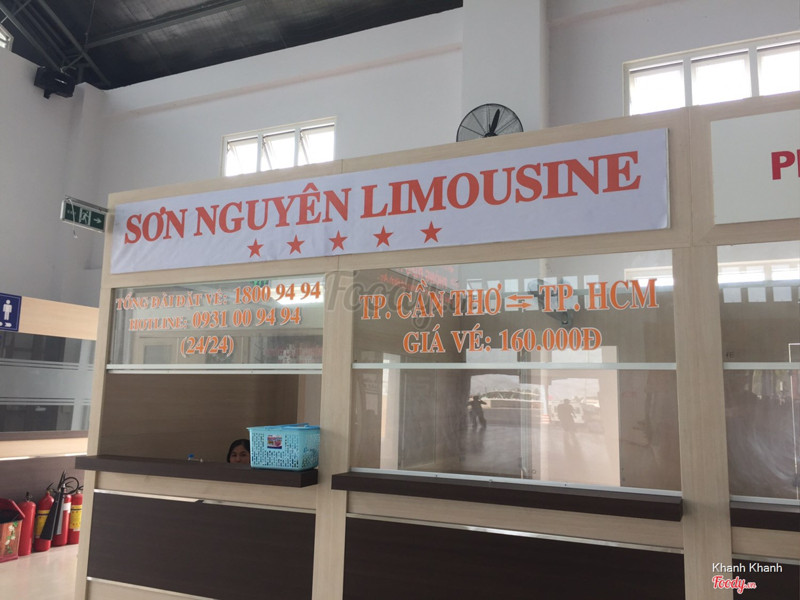 SƠN NGUYÊN LIMOUSINE
TỔNG ĐÀI ĐẶT VÉ : 1800 94 94
HOTLINE : 0931 00 94 94
(24/24)
TP. CẦN THƠ ⇆ TP. HCM
GIÁ VÉ: 160.000Đ
Foody
Khanh Khanh
Foody.vn